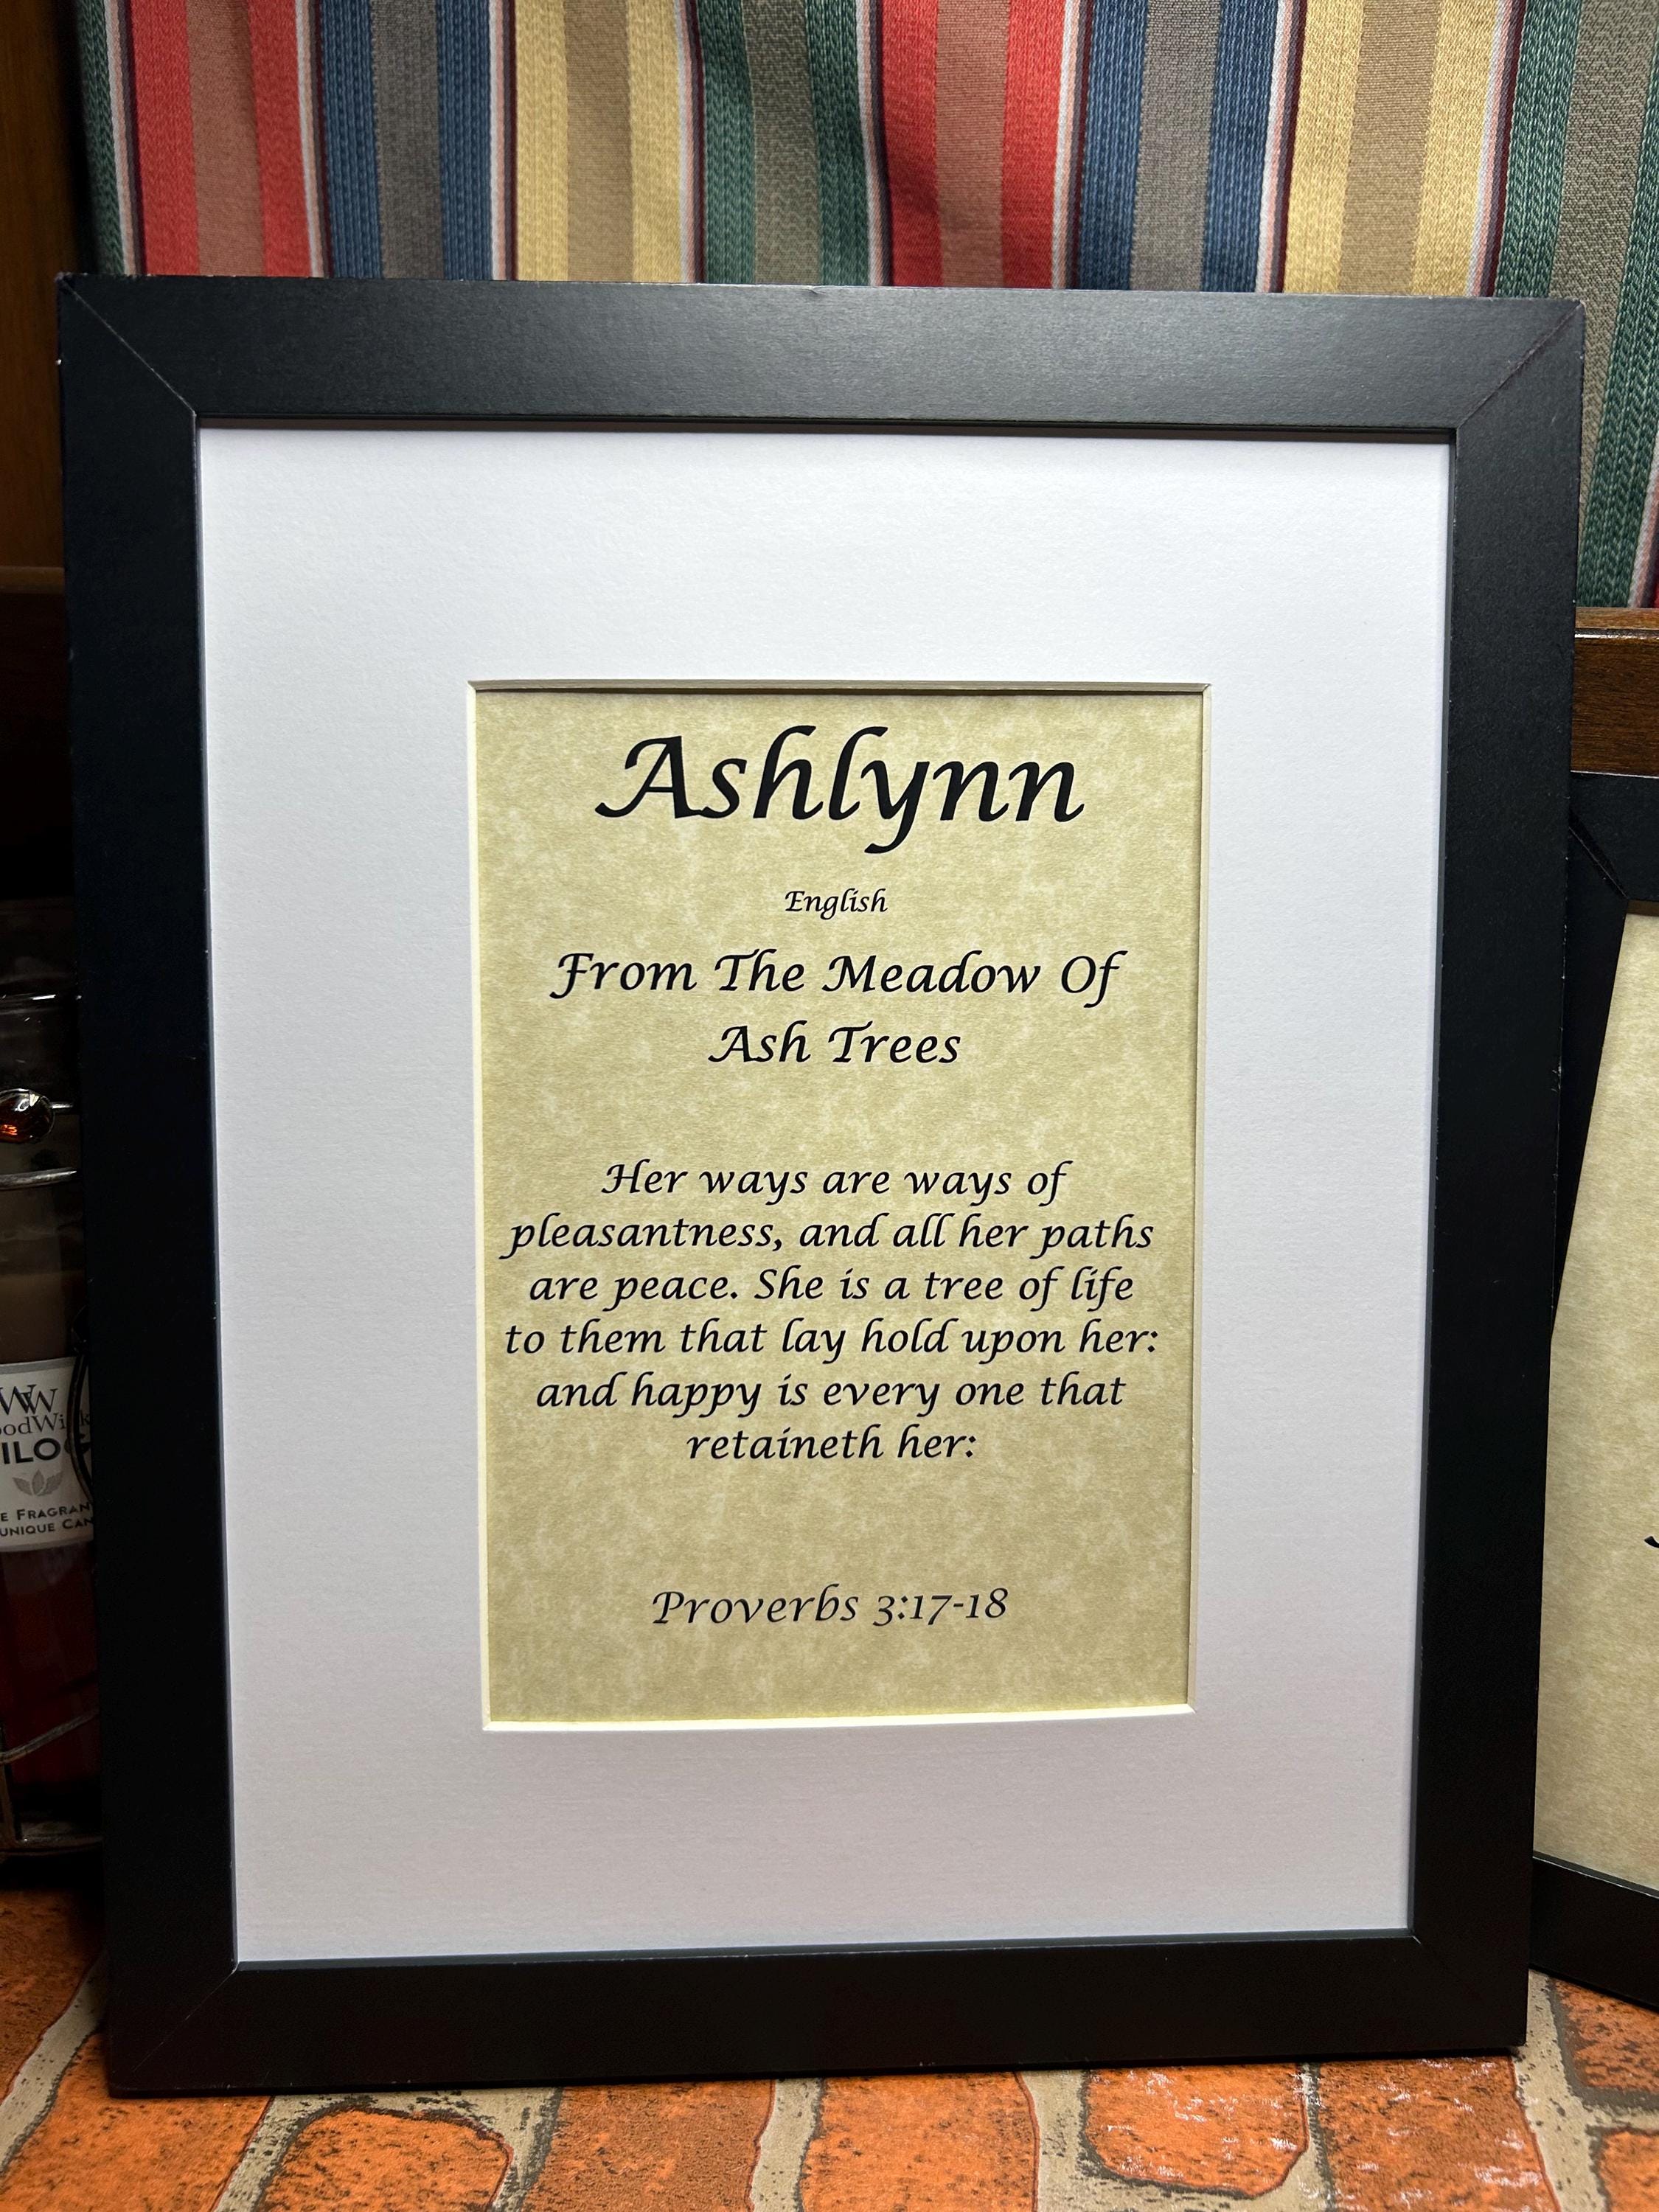 Ashlynn
English
From The Meadow Of
Ash Trees
Her ways are ways of
pleasantness, and all her paths
are peace. She is a tree of life
to them that lay hold upon her:
and happy is every one that
retaineth her:
Proverbs 3:17-18
WW